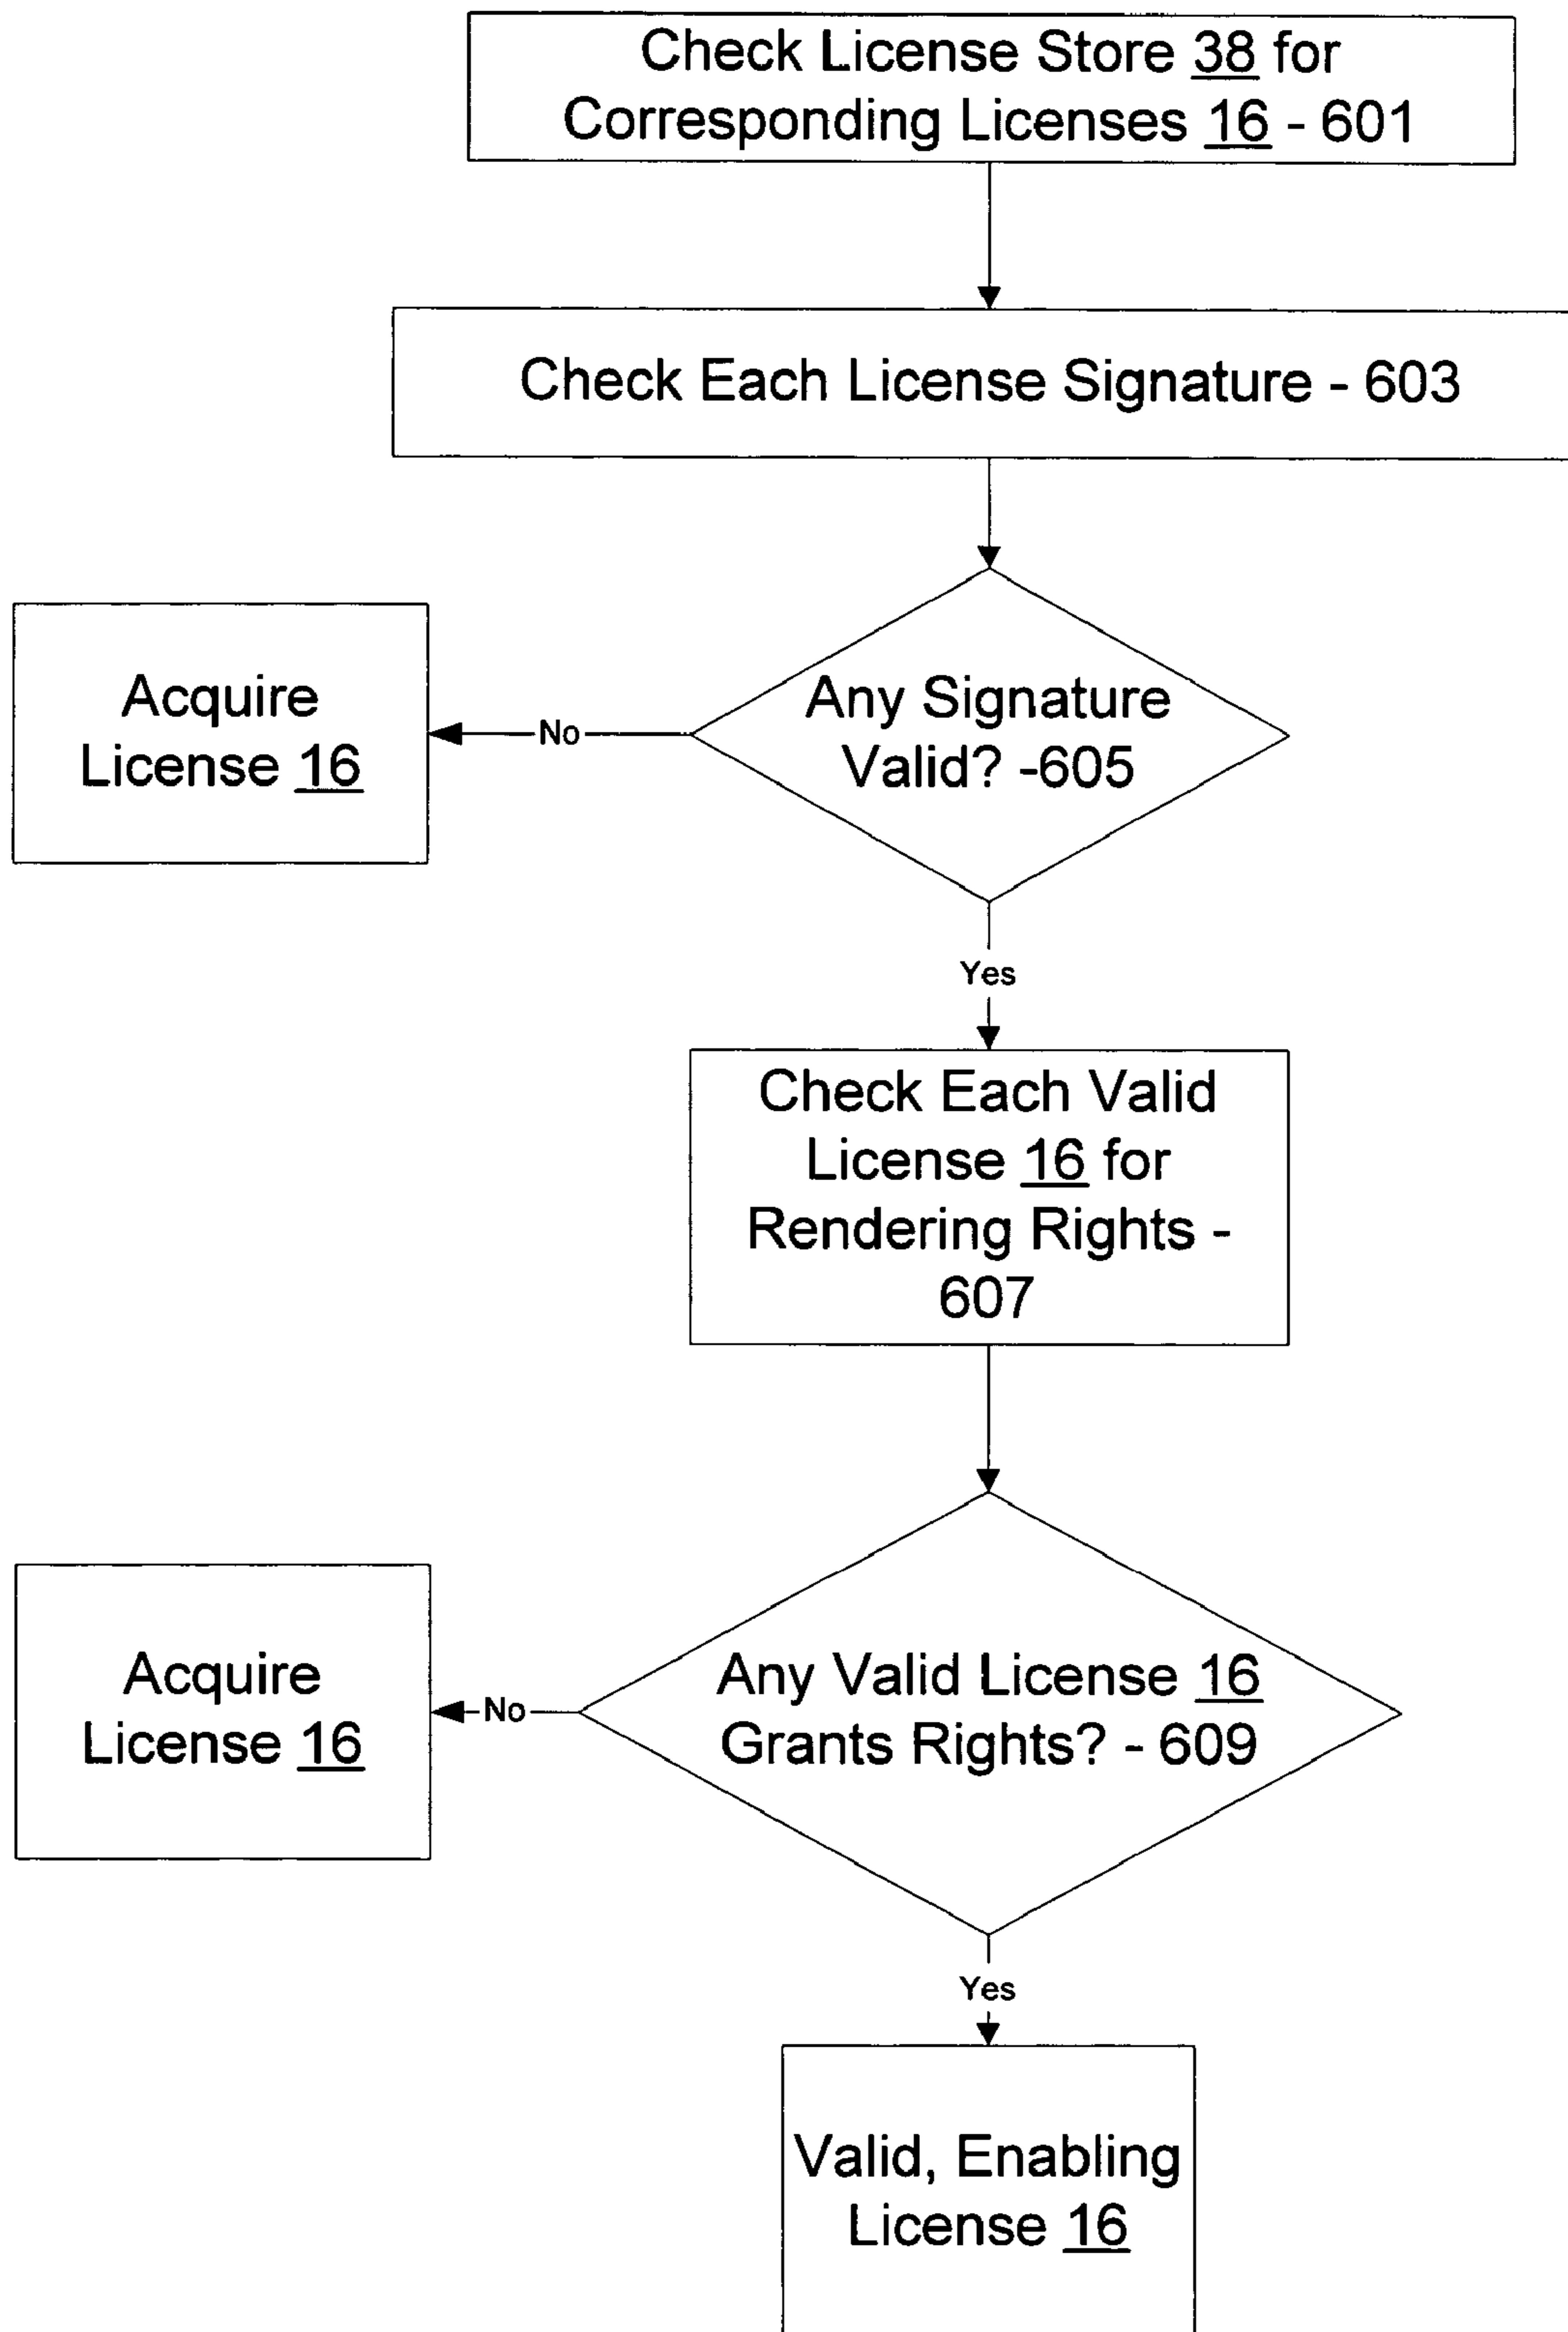 Check License Store 38 for
Corresponding Licenses 16 - 601
Check Each License Signature - 603
Any Signature
Valid? -605
No
Acquire
License 16
Yes
Check Each Valid
License 16 for
Rendering Rights -
607
Any Valid License 16
Grants Rights? - 609
No
Acquire
License 16
Yes
Valid, Enabling
License 16